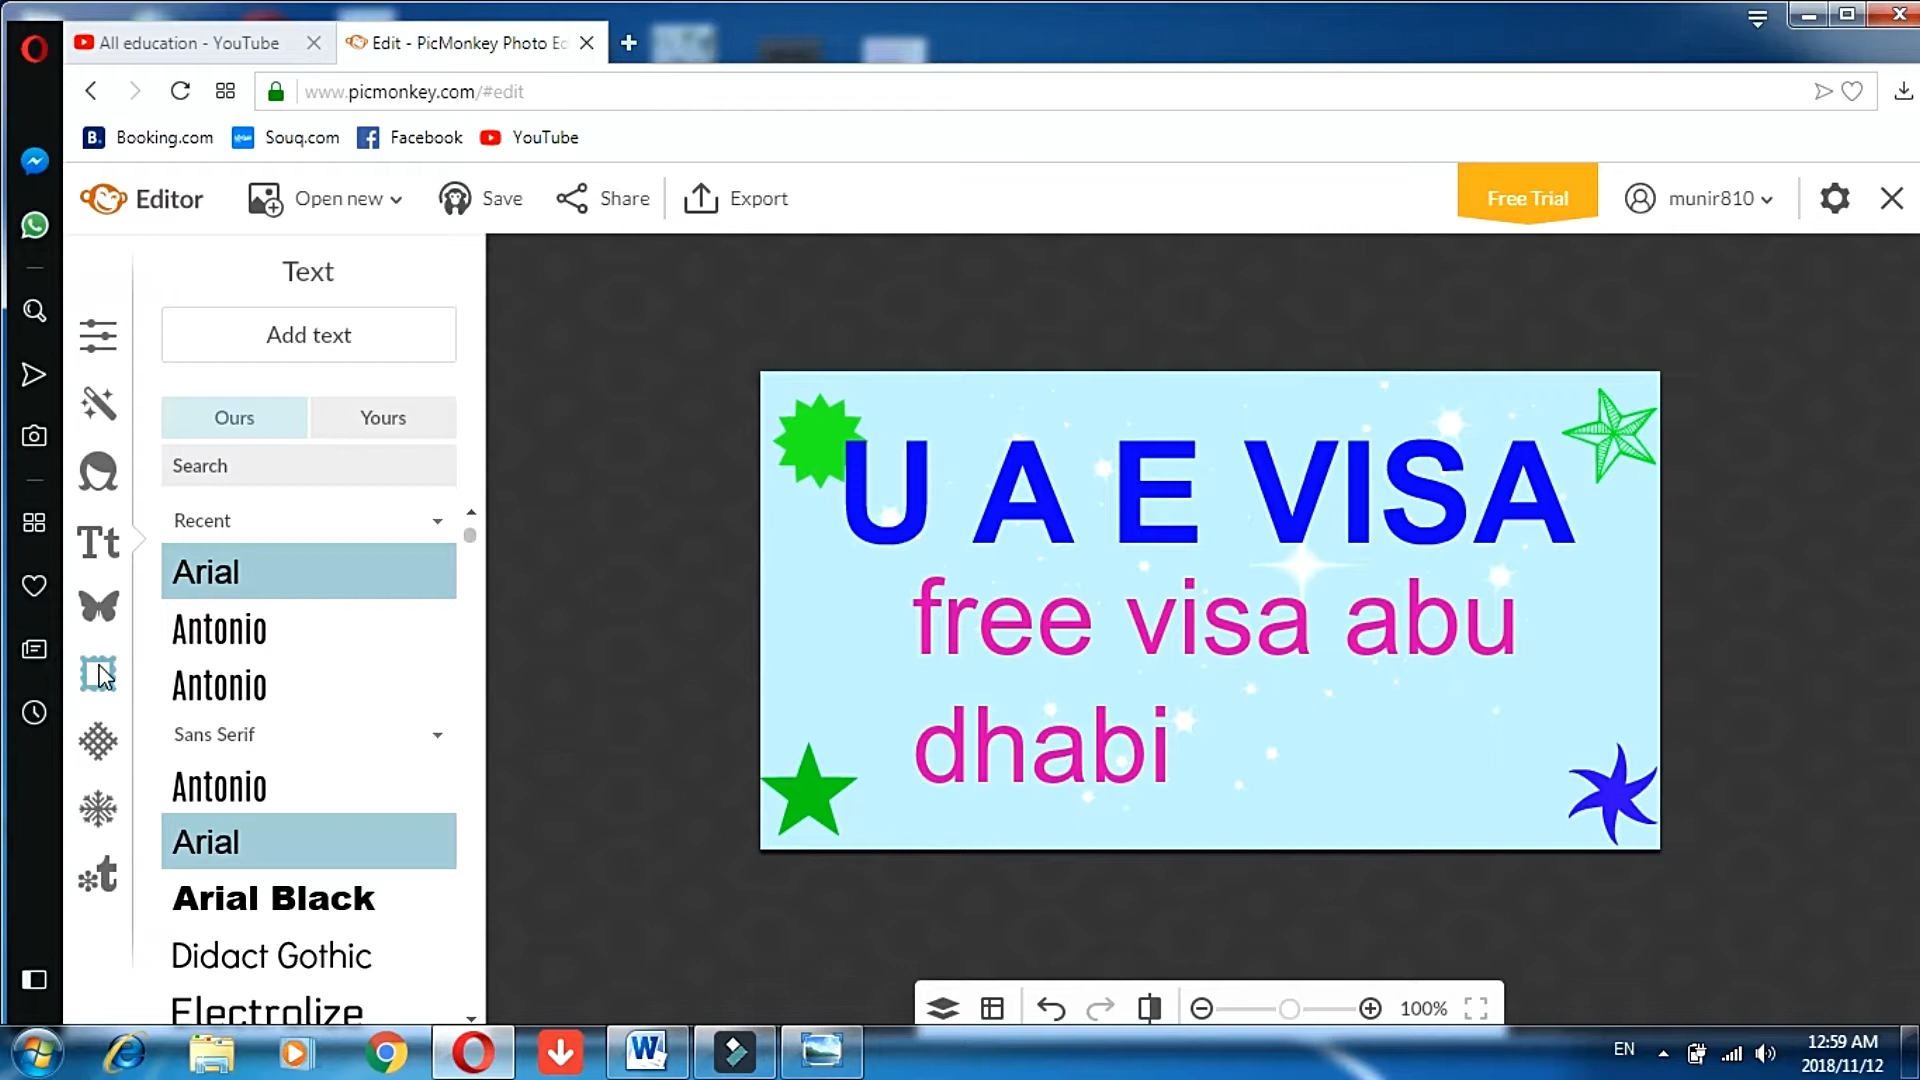 All education - YouTube
Edit - PicMonkey Photo Ec
www.picmonkey.com/#edit
B. Booking.com
Souq.com
Facebook
YouTube
Editor
Open new
Save
Share
Export
Free Trial
munir810
Text
Add text
Ours
Yours
Search
Recent
Arial
Antonio
Antonio
Sans Serif
Antonio
Arial
Arial Black
Didact Gothic
Electrolize
Tt
t
U A E VISA
free visa abu
dhabi
100%
W
EN
12:59 AM
2018/11/12